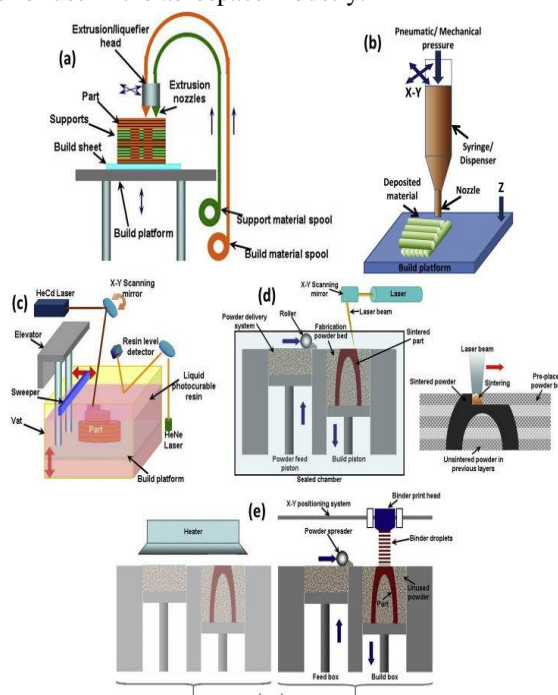 (a)
Extrusion/liquefier
head
Extrusion
nozzles
Part
Supports
Build sheet
Build platform
Support material spool
Build material spool
(b)
Pneumatic/ Mechanical
pressure
X-Y
Syringe/
Dispenser
Nozzle
Z
Deposited
material
Build platform
(c)
HeCd Laser
X-Y Scanning
mirror
Elevator
Resin level
detector
Sweeper
Liquid
photocurable
resin
Vat
Part
HeNe
Laser
Build platform
(d)
X-Y Scanning
mirror
Laser
Laser beam
Roller
Powder delivery
system
Fabrication
powder bed
Sintered
part
Powder feed
piston
Build piston
Sealed chamber
Laser beam
Sintered powder
Sintering
Pre-place
powder b
Unsintered powder in
previous layers
(e)
Heater
X-Y positioning system
Binder print head
Powder spreader
Binder droplets
Unused
powder
Part
Feed box
Build box